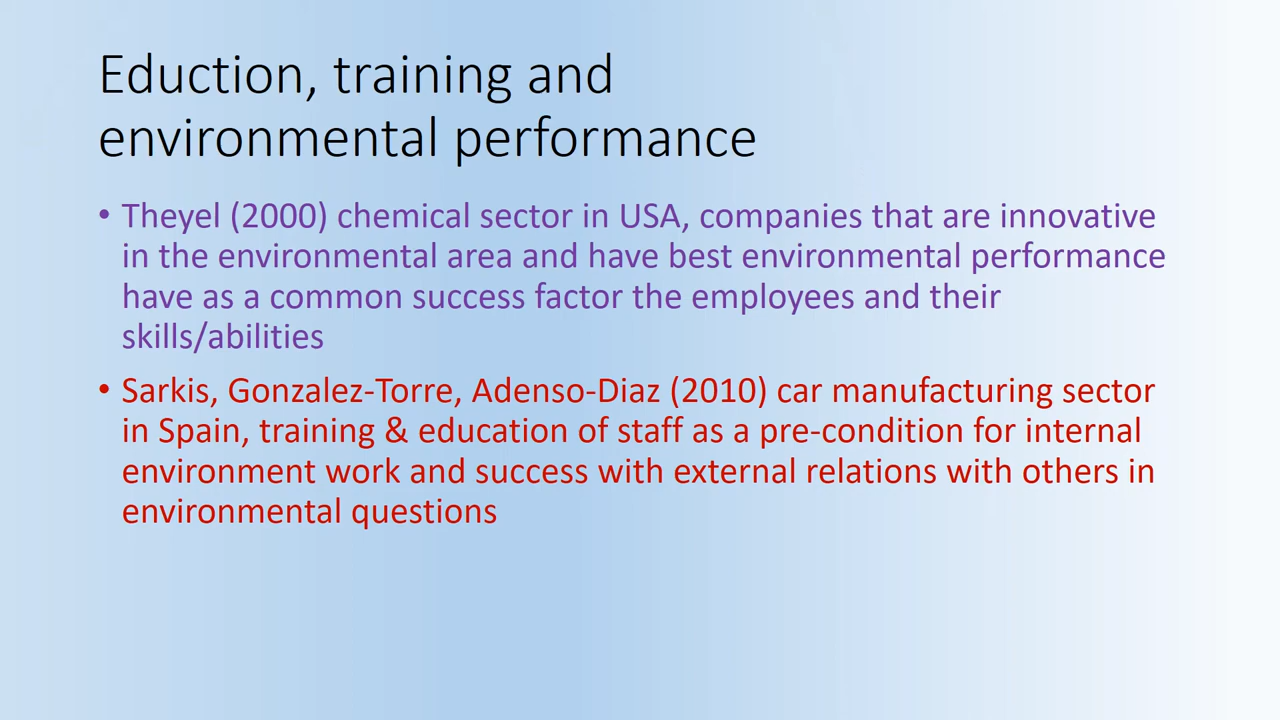 Eduction, training and
environmental performance
• Theyel (2000) chemical sector in USA, companies that are innovative
in the environmental area and have best environmental performance
have as a common success factor the employees and their
skills/abilities
• Sarkis, Gonzalez-Torre, Adenso-Diaz (2010) car manufacturing sector
in Spain, training & education of staff as a pre-condition for internal
environment work and success with external relations with others in
environmental questions